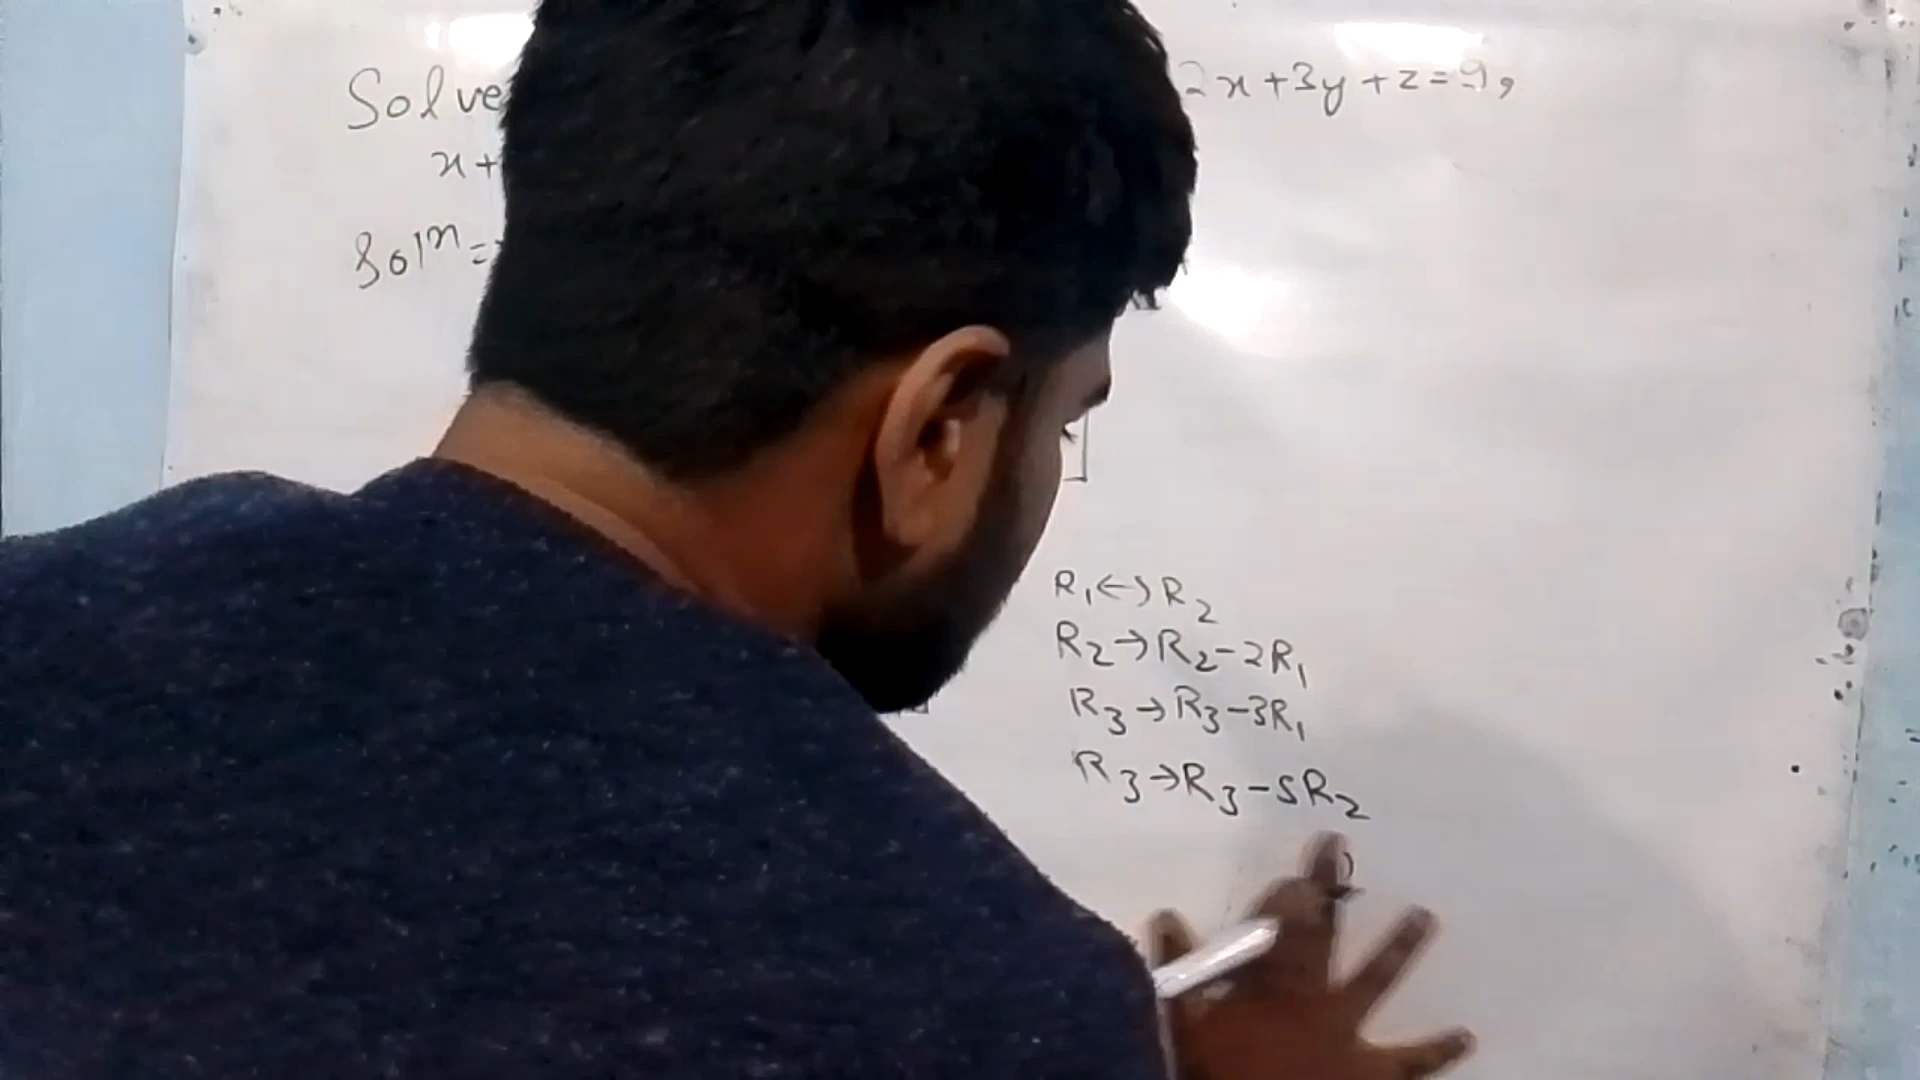 Solve 2x+3y+z=9,
x+
Solⁿ=
]
R₁↔R₂
R₂→R₂-2R₁
R₃→R₃-3R₁
R₃→R₃-5R₂